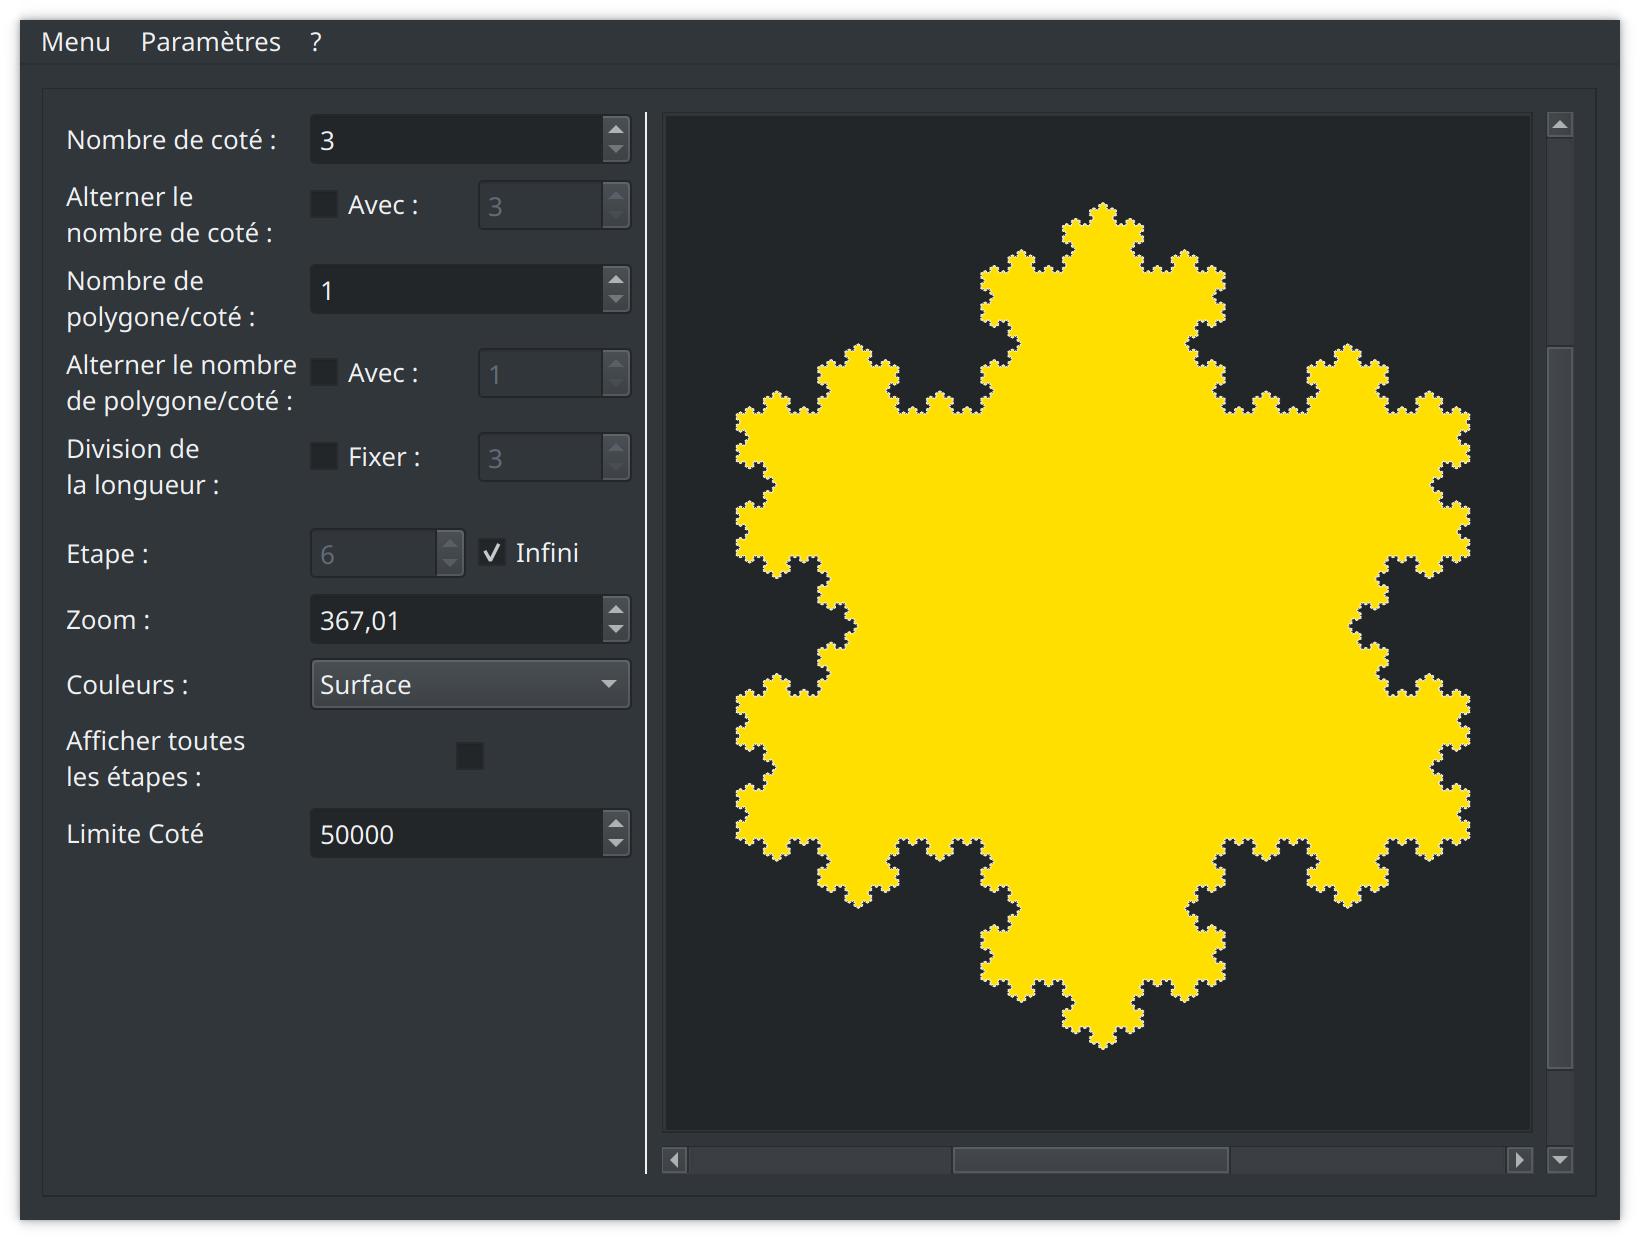 Menu Paramètres ?
Nombre de coté : 3
Alterner le
nombre de coté : Avec : 3
Nombre de
polygone/coté : 1
Alterner le nombre
de polygone/coté : Avec : 1
Division de
la longueur : Fixer : 3
Etape : 6 Infini
Zoom : 367,01
Couleurs : Surface
Afficher toutes
les étapes :
Limite Coté 50000